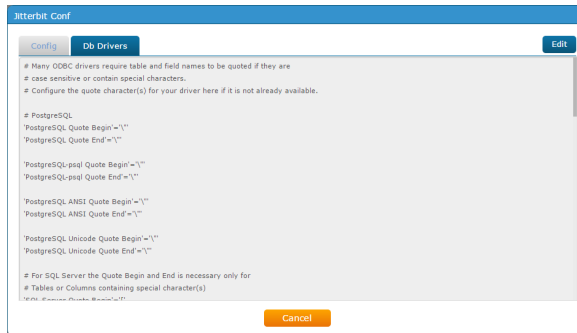 Jitterbit Conf
Config
Db Drivers
Edit
# Many ODBC drivers require table and field names to be quoted if they are
# case sensitive or contain special characters.
# Configure the quote character(s) for your driver here if it is not already available.
# PostgreSQL
'PostgreSQL Quote Begin'='\"'
'PostgreSQL Quote End'='\"'
'PostgreSQL-psql Quote Begin'='\"'
'PostgreSQL-psql Quote End'='\"'
'PostgreSQL ANSI Quote Begin'='\"'
'PostgreSQL ANSI Quote End'='\"'
'PostgreSQL Unicode Quote Begin'='\"'
'PostgreSQL Unicode Quote End'='\"'
# For SQL Server the Quote Begin and End is necessary only for
# Tables or Columns containing special character(s)
'SQL Server Quote Begin'='['
Cancel